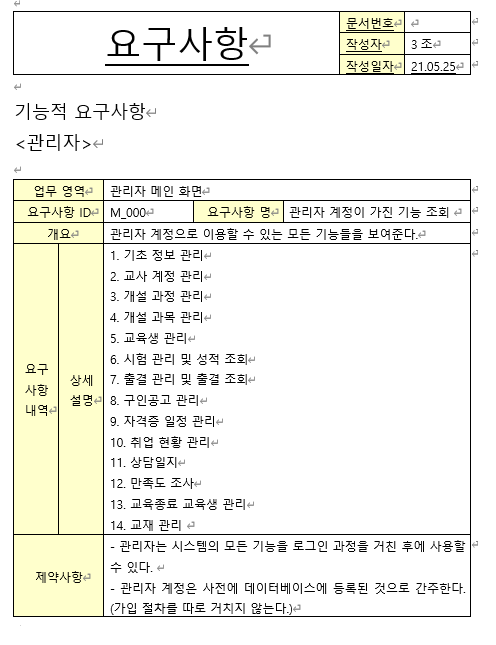 요구사항
문서번호
작성자 3 조
작성일자 21.05.25
기능적 요구사항
<관리자>
업무 영역 관리자 메인 화면
요구사항 ID M_000 요구사항 명 관리자 계정이 가진 기능 조회
개요 관리자 계정으로 이용할 수 있는 모든 기능들을 보여준다.
요구
사항
내역
상세
설명
1. 기초 정보 관리
2. 교사 계정 관리
3. 개설 과정 관리
4. 개설 과목 관리
5. 교육생 관리
6. 시험 관리 및 성적 조회
7. 출결 관리 및 출결 조회
8. 구인공고 관리
9. 자격증 일정 관리
10. 취업 현황 관리
11. 상담일지
12. 만족도 조사
13. 교육종료 교육생 관리
14. 교재 관리
제약사항
- 관리자는 시스템의 모든 기능을 로그인 과정을 거친 후에 사용할
수 있다.
- 관리자 계정은 사전에 데이터베이스에 등록된 것으로 간주한다.
(가입 절차를 따로 거치지 않는다.)